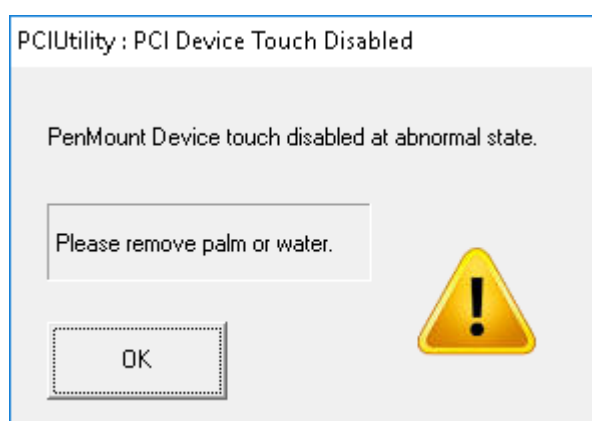 PCIUtility : PCI Device Touch Disabled
PenMount Device touch disabled at abnormal state.
Please remove palm or water.
OK